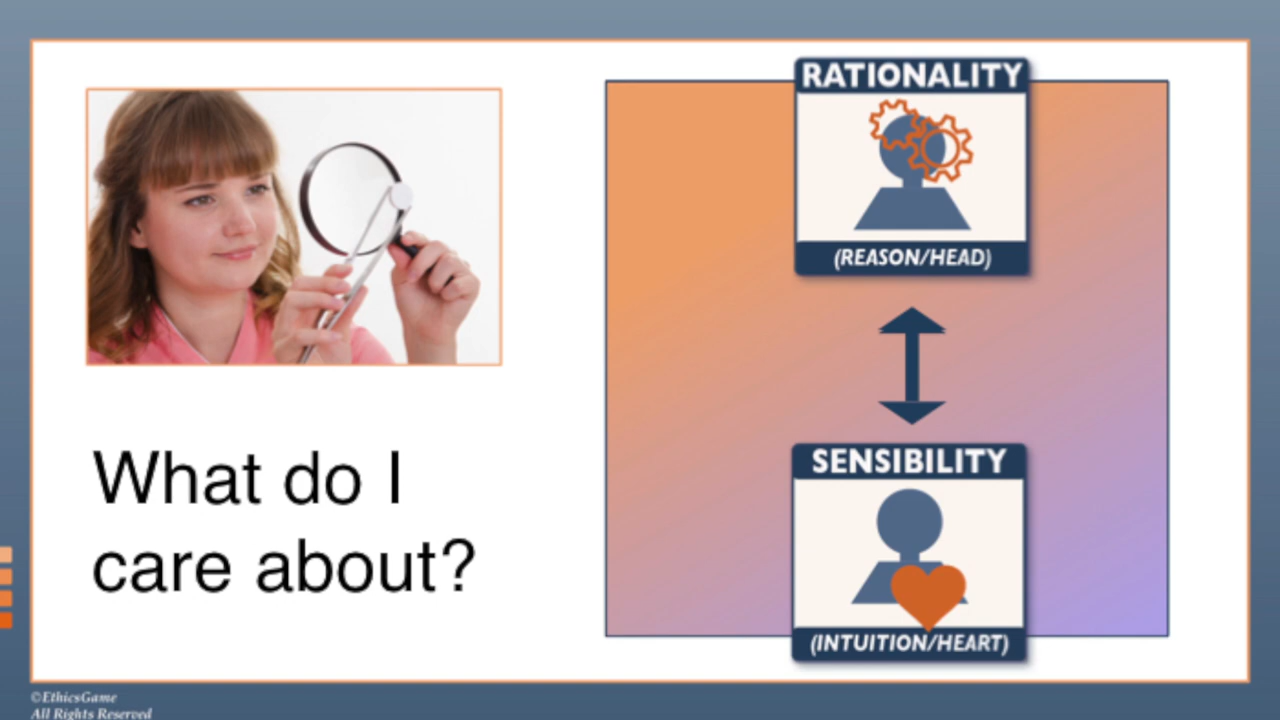 What do I
care about?
RATIONALITY
(REASON/HEAD)
SENSIBILITY
(INTUITION/HEART)
©EthicsGame
All Rights Reserved